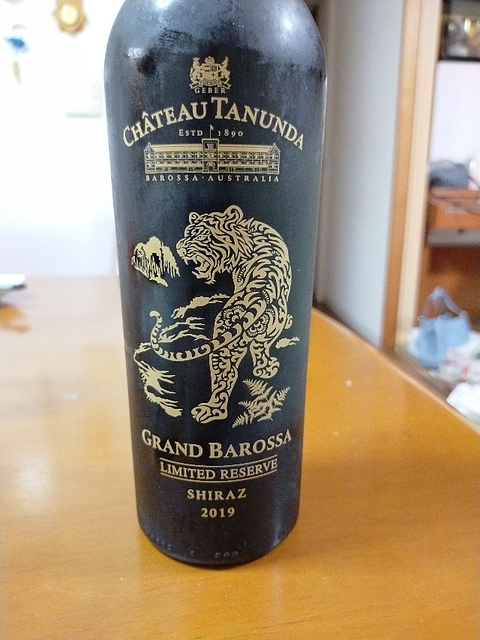 GEBER
CHÂTEAU TANUNDA
ESTD 1890
BAROSSA·AUSTRALIA
GRAND BAROSSA
LIMITED RESERVE
SHIRAZ
2019